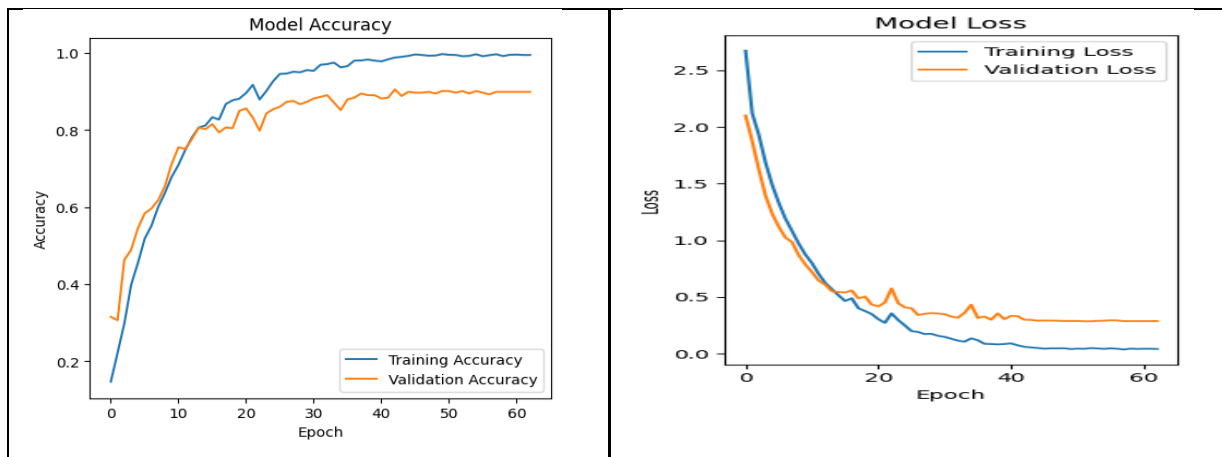 Model Accuracy
1.0
0.8
0.6
0.4
0.2
Accuracy
Training Accuracy
Validation Accuracy
0 10 20 30 40 50 60
Epoch
Model Loss
Training Loss
Validation Loss
2.5
2.0
1.5
1.0
0.5
0.0
Loss
0 20 40 60
Epoch